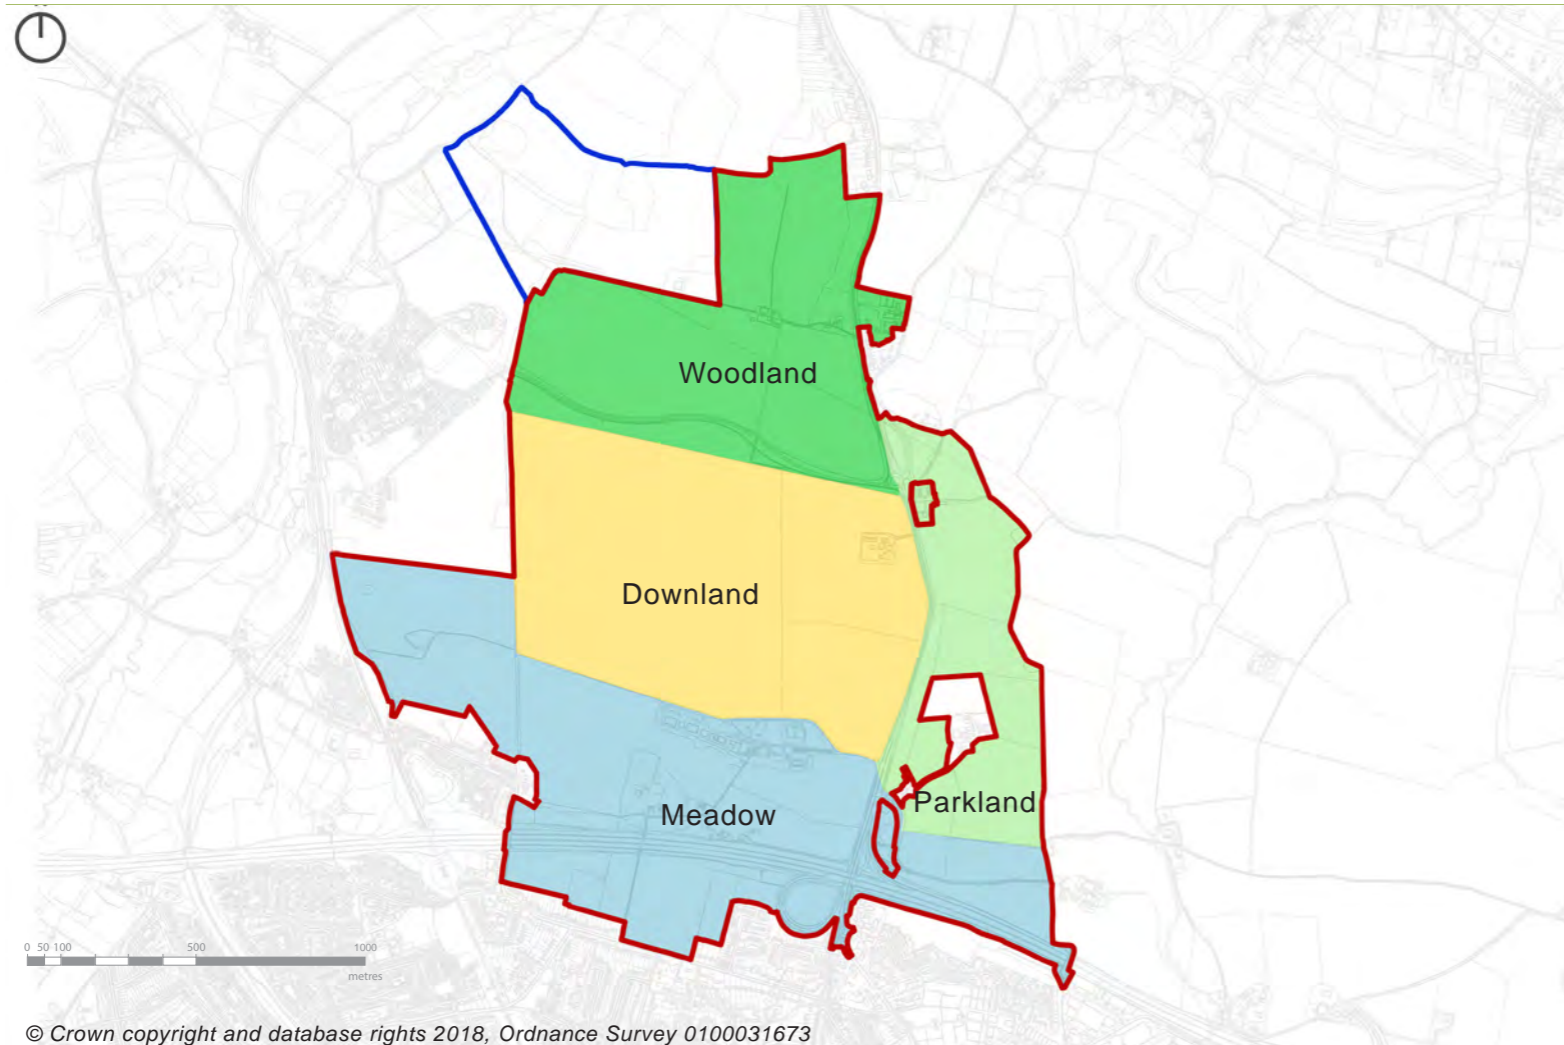 Woodland
Downland
Meadow
Parkland
0 50 100 500 1000
metres
© Crown copyright and database rights 2018, Ordnance Survey 0100031673